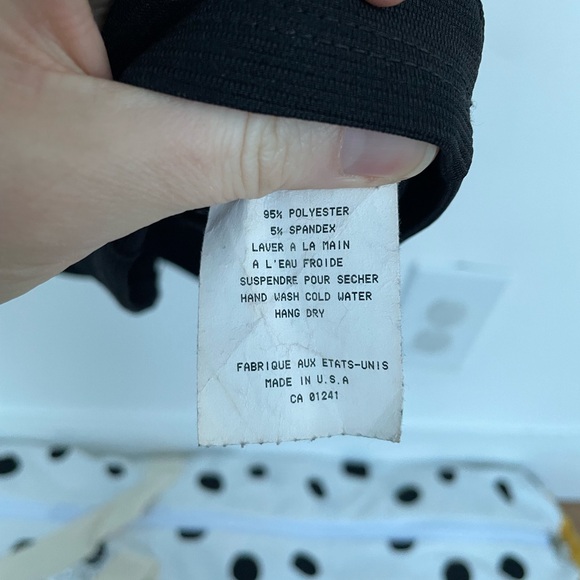 95% POLYESTER
5% SPANDEX
LAVER A LA MAIN
A L'EAU FROIDE
SUSPENDRE POUR SECHER
HAND WASH COLD WATER
HANG DRY
FABRIQUE AUX ETATS-UNIS
MADE IN U.S.A
CA 01241